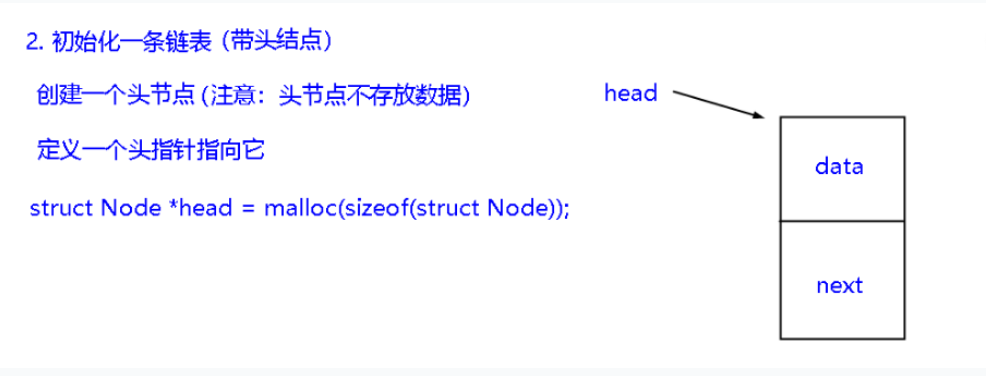 2. 初始化一条链表（带头结点）
创建一个头节点 (注意：头节点不存放数据)
head
定义一个头指针指向它
data
struct Node *head = malloc(sizeof(struct Node));
next